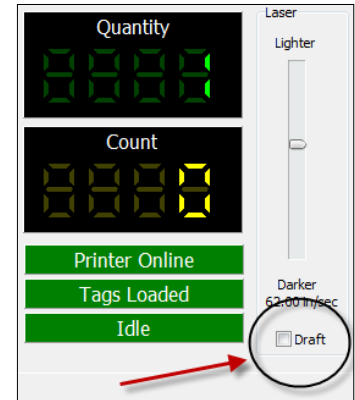 Quantity
1
Count
0
Printer Online
Tags Loaded
Idle
Laser
Lighter
Darker
62.00 in/sec
Draft